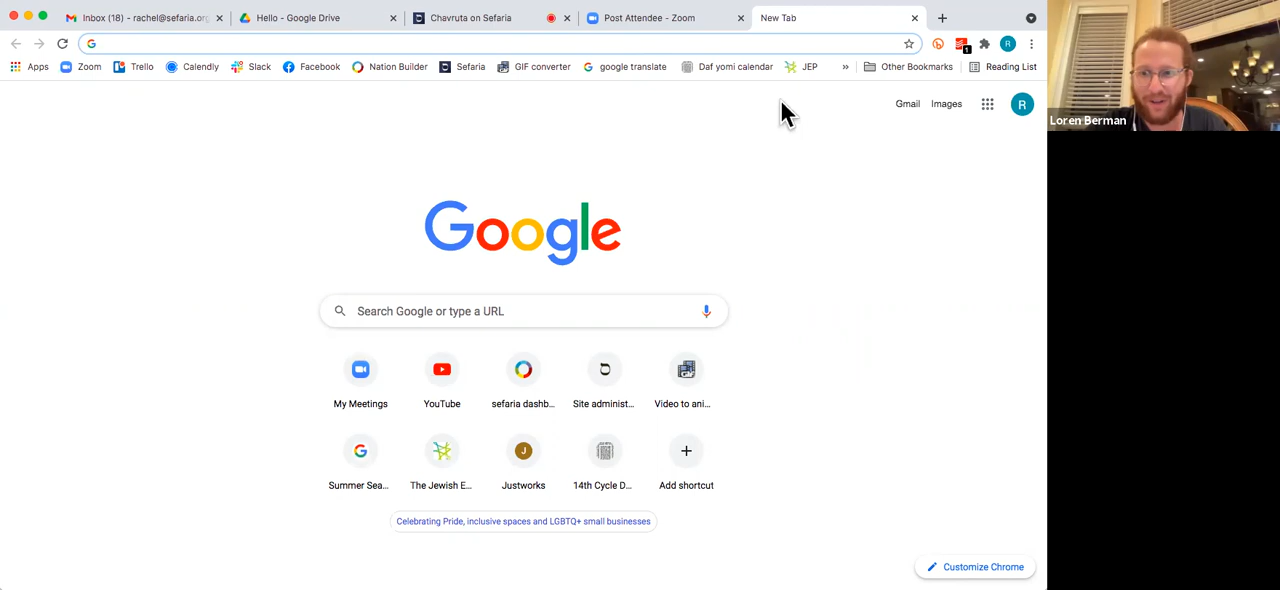 Inbox (18) - rachel@sefaria.org
Hello - Google Drive
Chavruta on Sefaria
Post Attendee - Zoom
New Tab
Apps
Zoom
Trello
Calendly
Slack
Facebook
Nation Builder
Sefaria
GIF converter
google translate
Daf yomi calendar
JEP
»
Other Bookmarks
Reading List
1
R
Gmail
Images
R
Loren Berman
Google
Search Google or type a URL
My Meetings
YouTube
sefaria dashb...
Site administ...
Video to ani...
Summer Sea...
The Jewish E...
J
Justworks
14th Cycle D...
Add shortcut
Celebrating Pride, inclusive spaces and LGBTQ+ small businesses
Customize Chrome